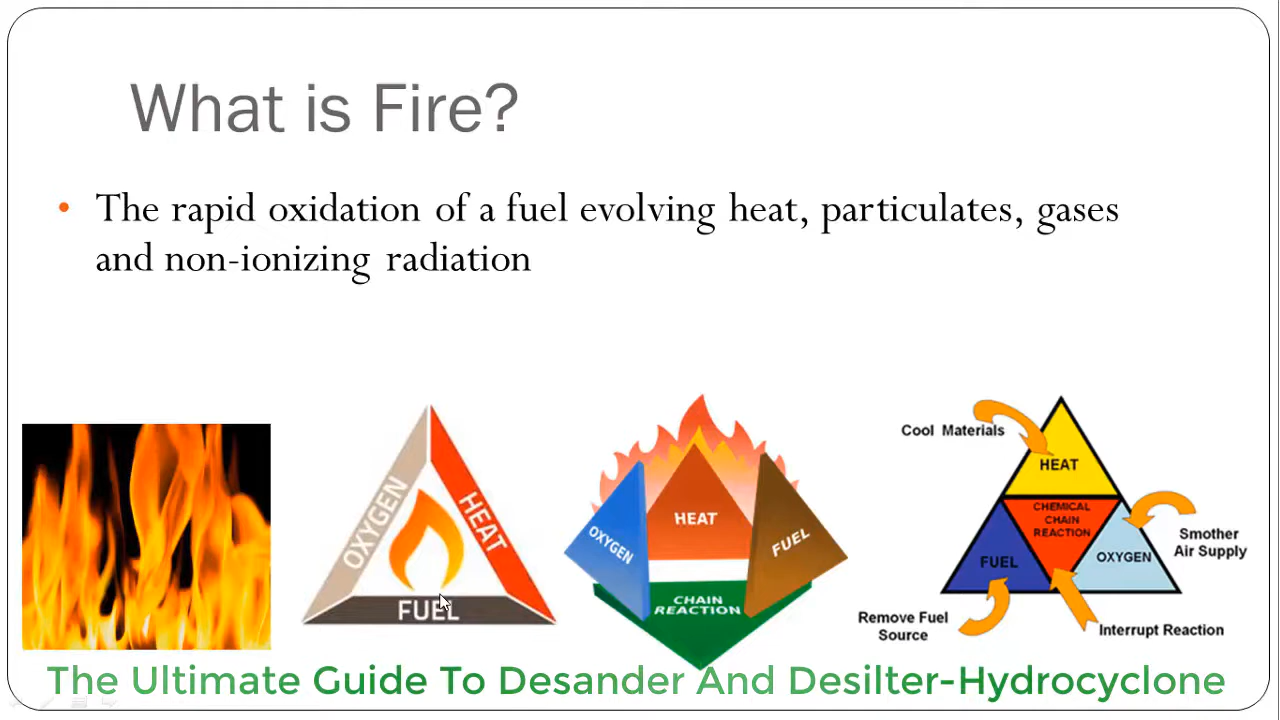 What is Fire?
• The rapid oxidation of a fuel evolving heat, particulates, gases
and non-ionizing radiation
OXYGEN
HEAT
FUEL
OXYGEN
HEAT
FUEL
CHAIN
REACTION
Cool Materials
HEAT
CHEMICAL
CHAIN
REACTION
FUEL
OXYGEN
Smother
Air Supply
Remove Fuel
Source
Interrupt Reaction
The Ultimate Guide To Desander And Desilter-Hydrocyclone